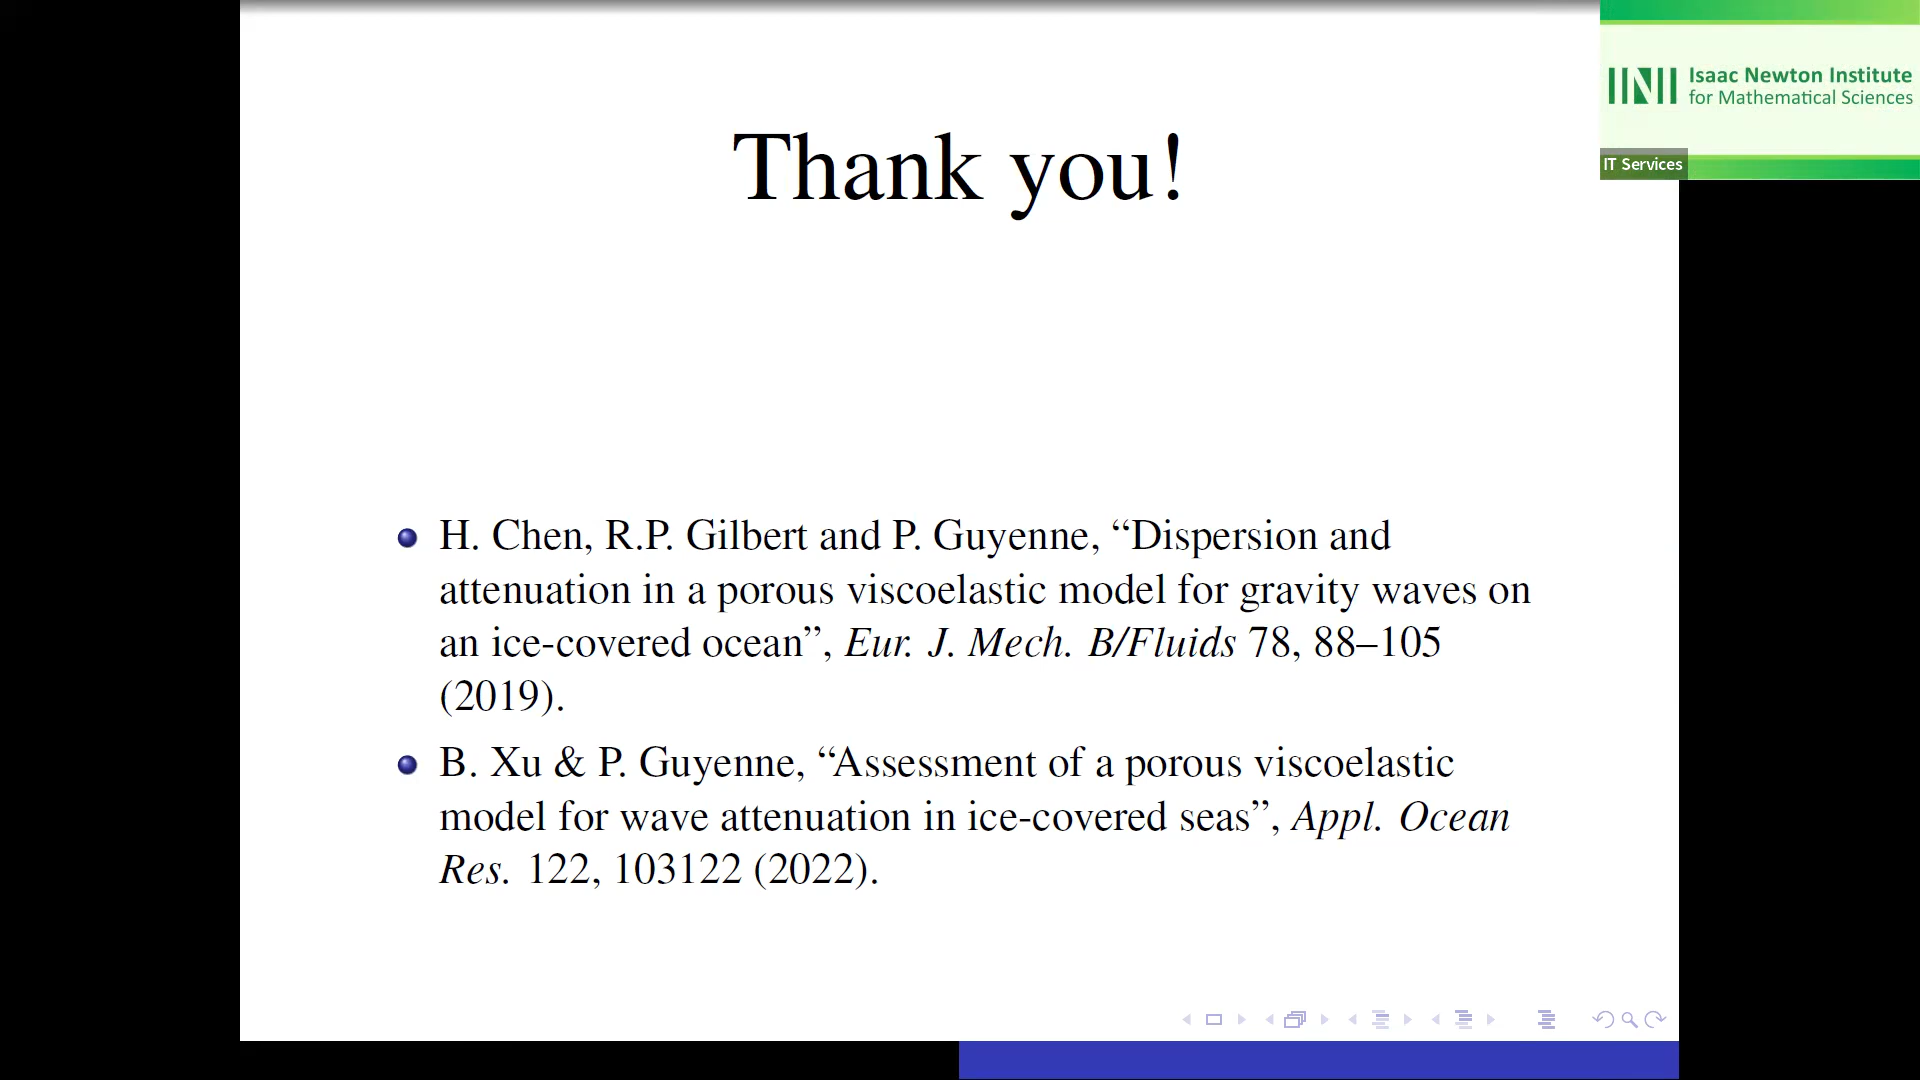 Isaac Newton Institute
for Mathematical Sciences
IT Services
Thank you!
H. Chen, R.P. Gilbert and P. Guyenne, “Dispersion and
attenuation in a porous viscoelastic model for gravity waves on
an ice-covered ocean”, Eur. J. Mech. B/Fluids 78, 88–105
(2019).
B. Xu & P. Guyenne, “Assessment of a porous viscoelastic
model for wave attenuation in ice-covered seas”, Appl. Ocean
Res. 122, 103122 (2022).